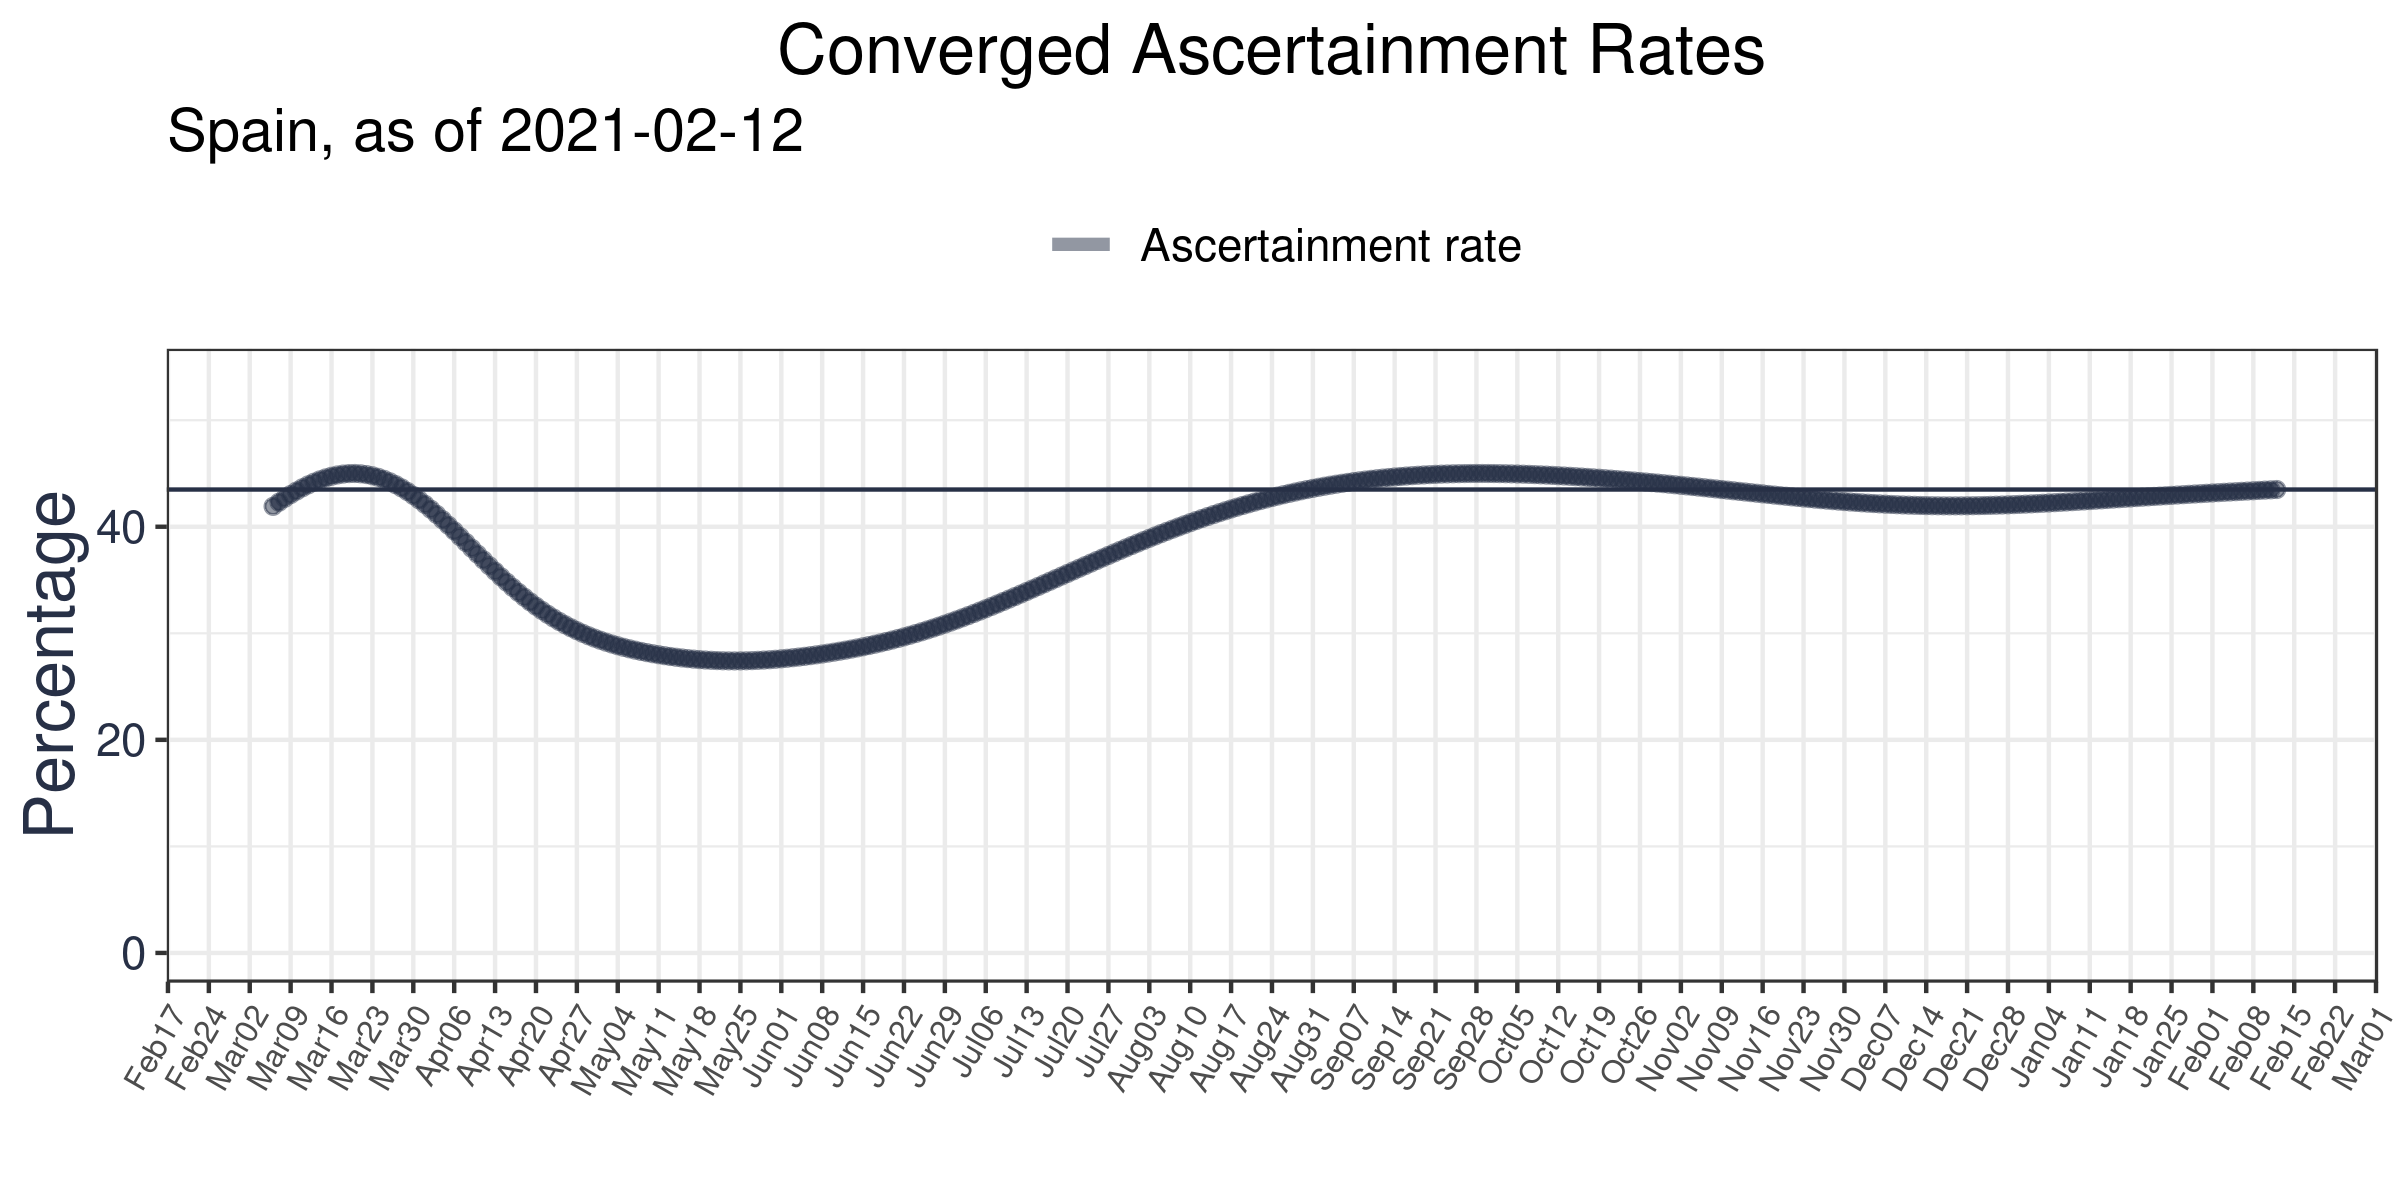 Converged Ascertainment Rates
Spain, as of 2021-02-12
Ascertainment rate
Percentage
40
20
0
Feb17
Feb24
Mar02
Mar09
Mar16
Mar23
Mar30
Apr06
Apr13
Apr20
Apr27
May04
May11
May18
May25
Jun01
Jun08
Jun15
Jun22
Jun29
Jul06
Jul13
Jul20
Jul27
Aug03
Aug10
Aug17
Aug24
Aug31
Sep07
Sep14
Sep21
Sep28
Oct05
Oct12
Oct19
Oct26
Nov02
Nov09
Nov16
Nov23
Nov30
Dec07
Dec14
Dec21
Dec28
Jan04
Jan11
Jan18
Jan25
Feb01
Feb08
Feb15
Feb22
Mar01